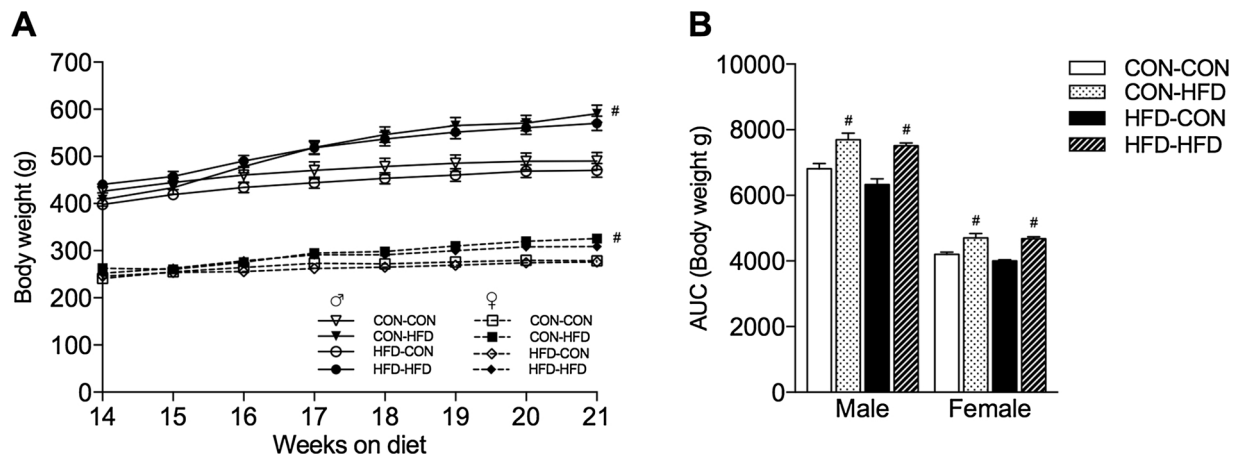 A
700
600
500
400
300
200
100
0
Body weight (g)
#
#
♂ ♀
CON-CON CON-CON
CON-HFD CON-HFD
HFD-CON HFD-CON
HFD-HFD HFD-HFD
14 15 16 17 18 19 20 21
Weeks on diet
B
10000
8000
6000
4000
2000
0
AUC (Body weight g)
# #
# #
Male Female
CON-CON
CON-HFD
HFD-CON
HFD-HFD